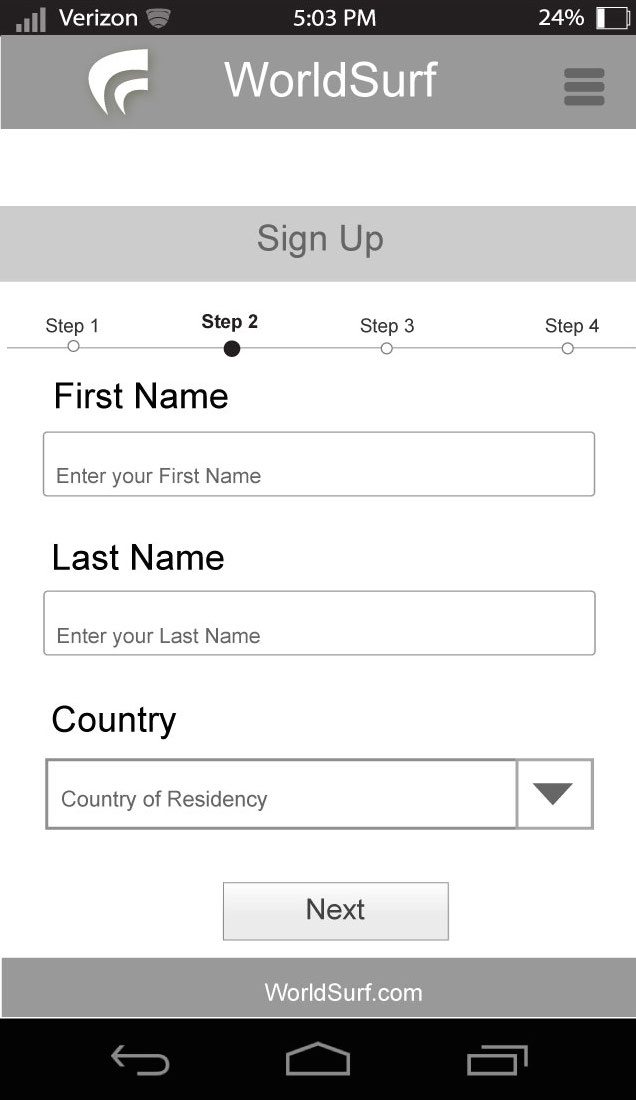 Verizon 5:03 PM 24%
WorldSurf
Sign Up
Step 1 Step 2 Step 3 Step 4
First Name
Enter your First Name
Last Name
Enter your Last Name
Country
Country of Residency
Next
WorldSurf.com